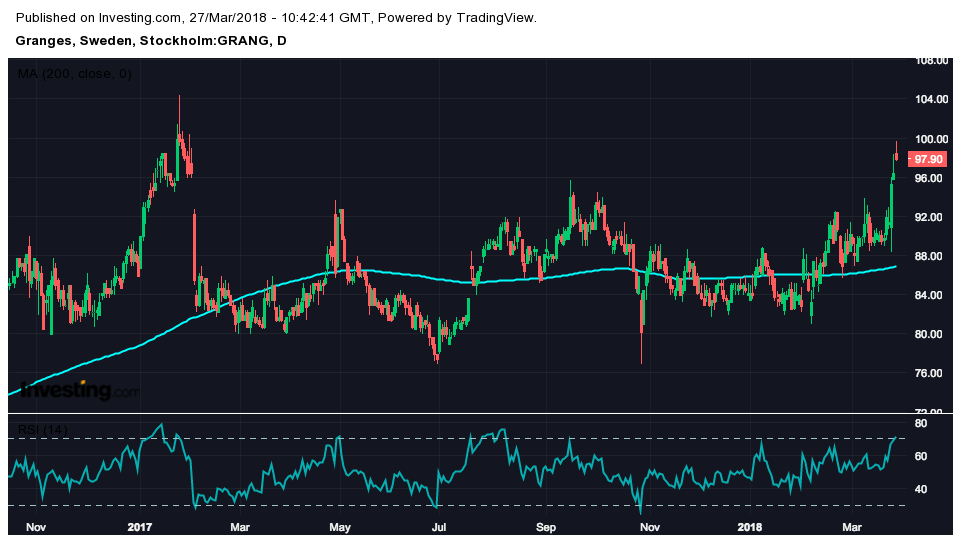 Published on Investing.com, 27/Mar/2018 - 10:42:41 GMT, Powered by TradingView.
Granges, Sweden, Stockholm:GRANG, D
MA (200, close, 0)
108.00
104.00
100.00
97.90
96.00
92.00
88.00
84.00
80.00
76.00
72.00
Investing.com
RSI (14)
80
60
40
Nov 2017 Mar May Jul Sep Nov 2018 Mar